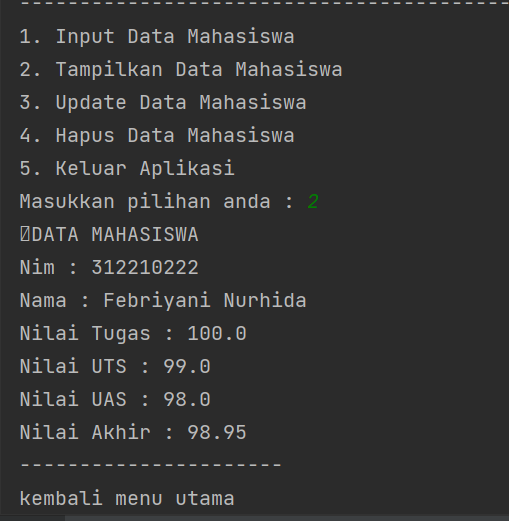 -----------------------------------------
1. Input Data Mahasiswa
2. Tampilkan Data Mahasiswa
3. Update Data Mahasiswa
4. Hapus Data Mahasiswa
5. Keluar Aplikasi
Masukkan pilihan anda : 2
DATA MAHASISWA
Nim : 312210222
Nama : Febriyani Nurhida
Nilai Tugas : 100.0
Nilai UTS : 99.0
Nilai UAS : 98.0
Nilai Akhir : 98.95
----------------------
kembali menu utama